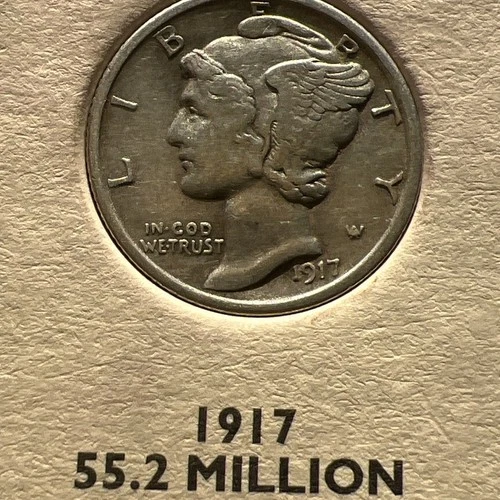 LIBERTY
IN·GOD
WE·TRUST
W
1917
1917
55.2 MILLION